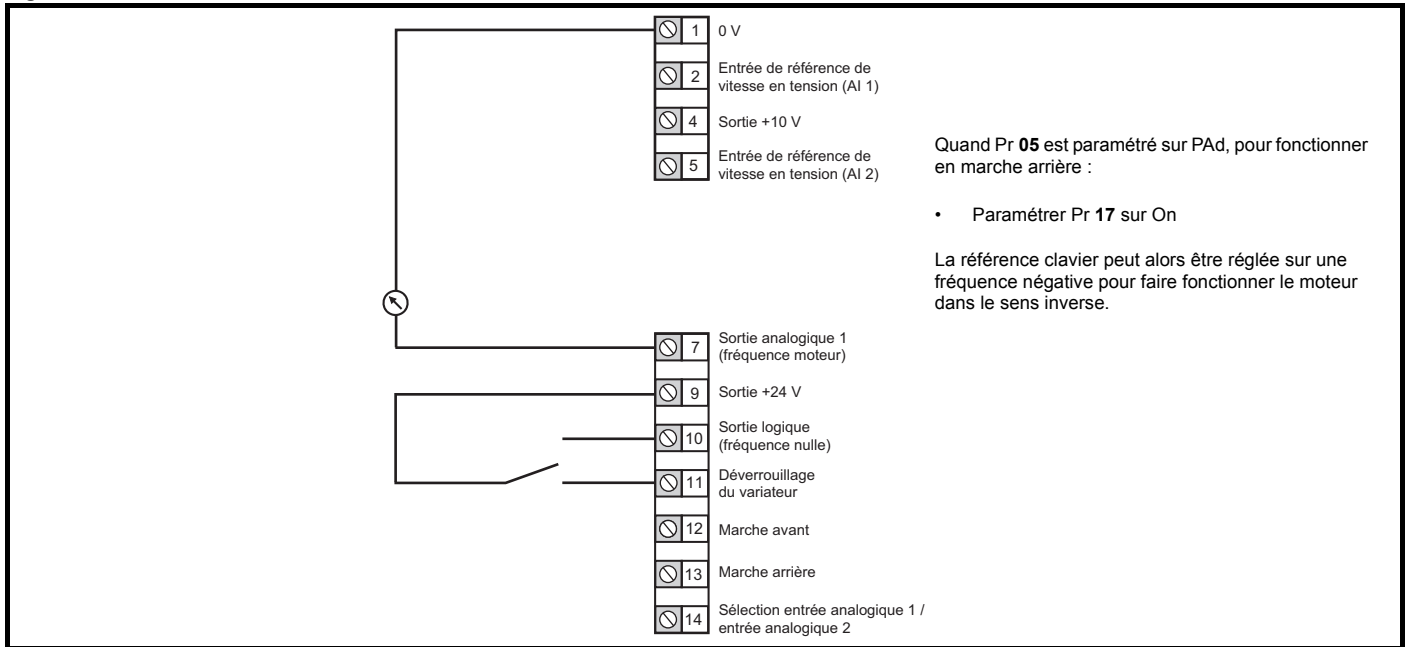 1 0 V
2 Entrée de référence de
vitesse en tension (AI 1)
4 Sortie +10 V
5 Entrée de référence de
vitesse en tension (AI 2)
Quand Pr 05 est paramétré sur PAd, pour fonctionner
en marche arrière :
• Paramétrer Pr 17 sur On
La référence clavier peut alors être réglée sur une
fréquence négative pour faire fonctionner le moteur
dans le sens inverse.
7 Sortie analogique 1
(fréquence moteur)
9 Sortie +24 V
10 Sortie logique
(fréquence nulle)
11 Déverrouillage
du variateur
12 Marche avant
13 Marche arrière
14 Sélection entrée analogique 1 /
entrée analogique 2